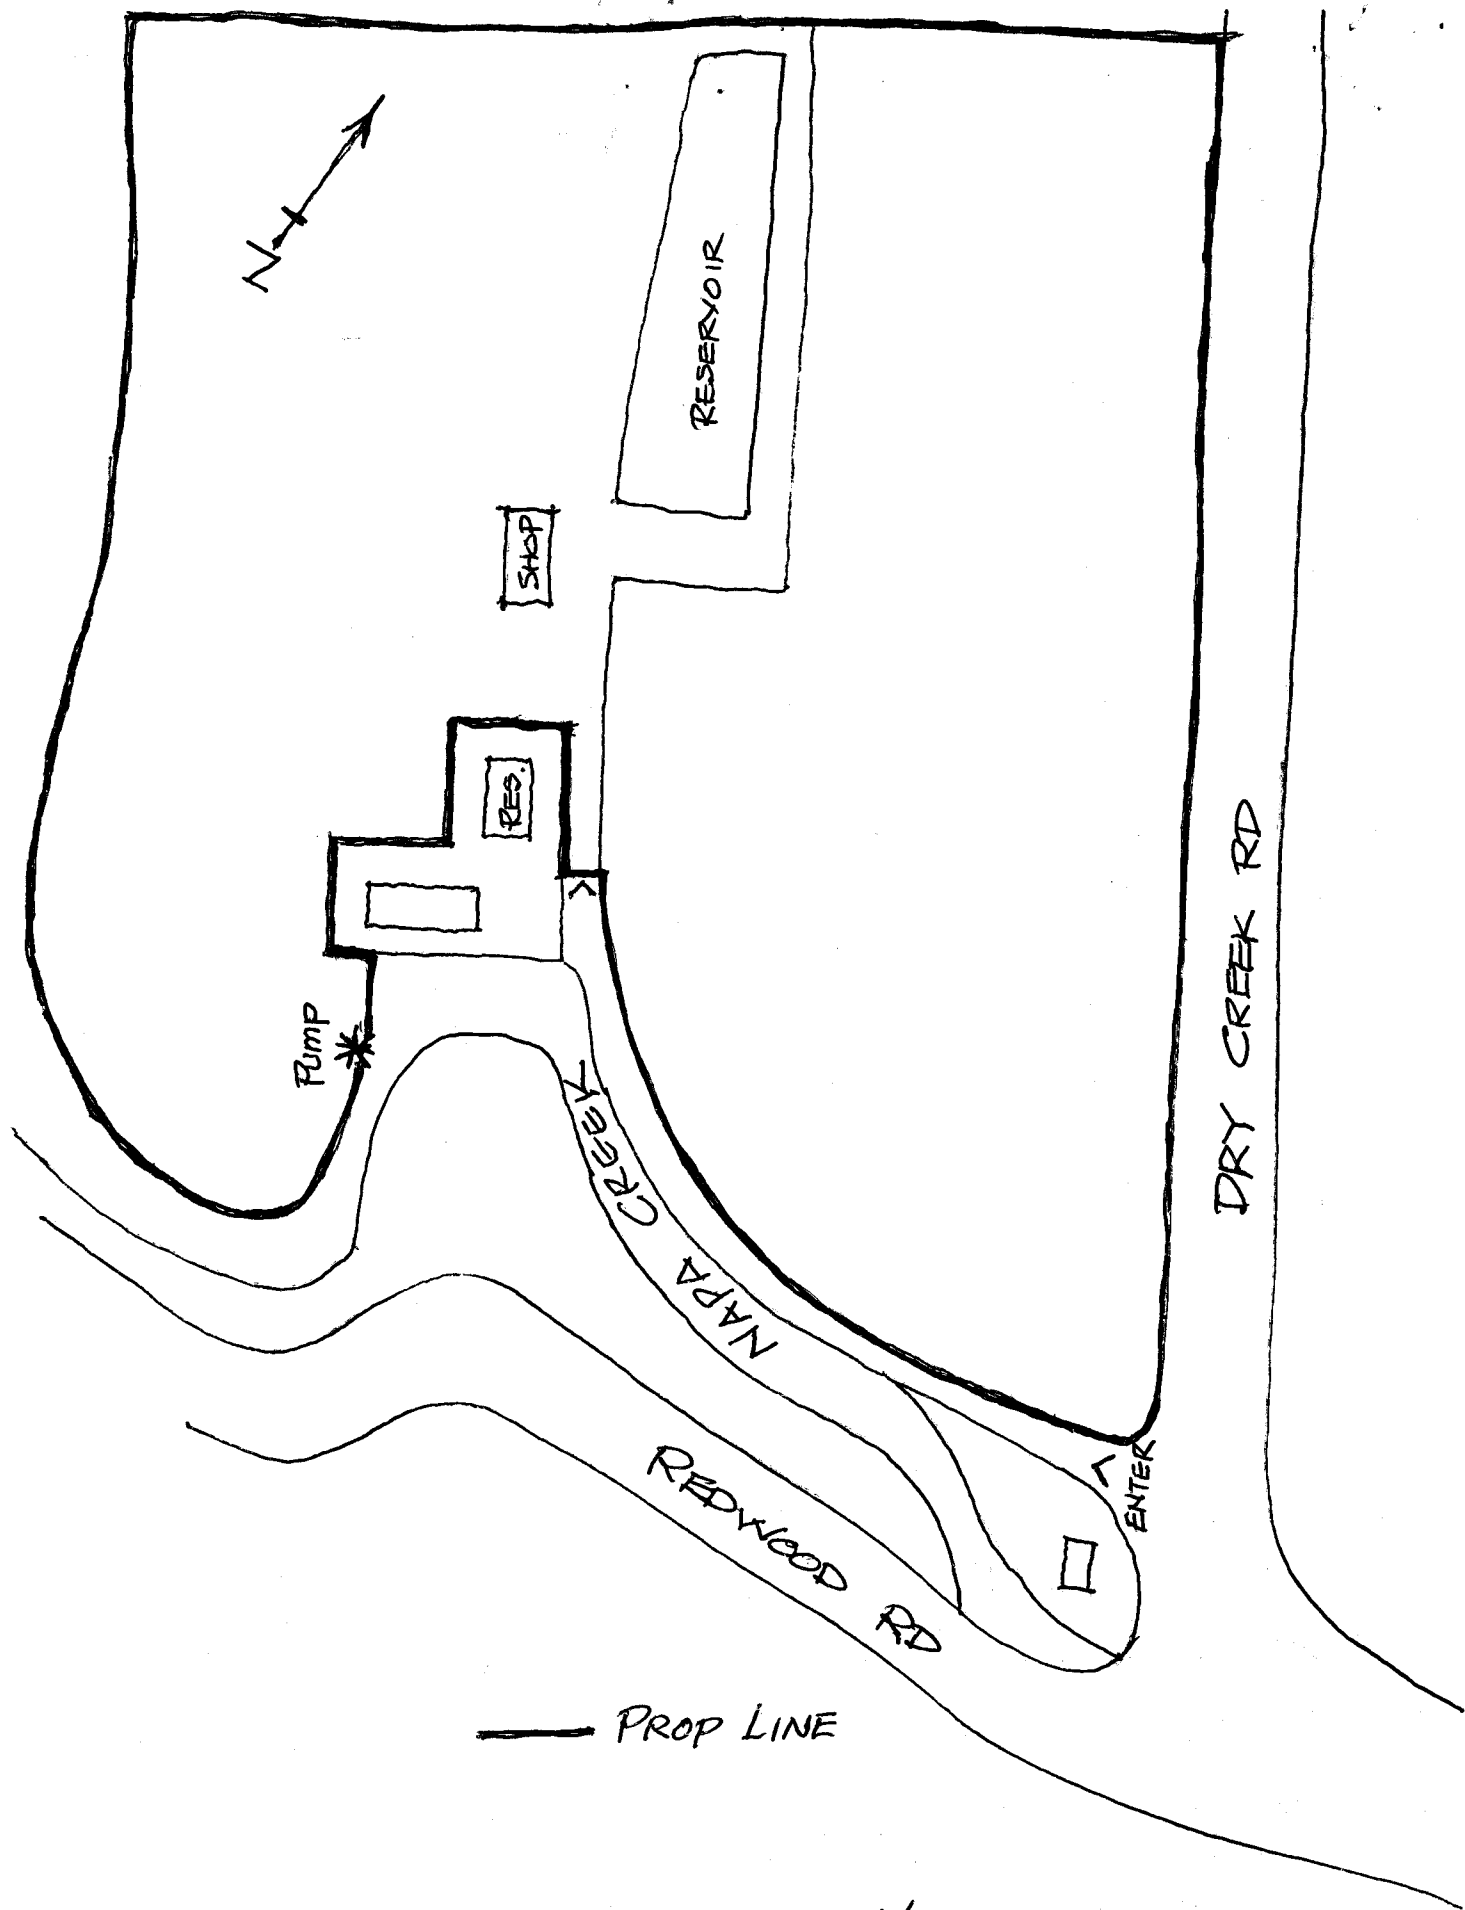 N
RESERVOIR
SHOP
RES.
PUMP
DRY CREEK RD
NAPA CREEK
ENTER
REDWOOD RD
PROP LINE